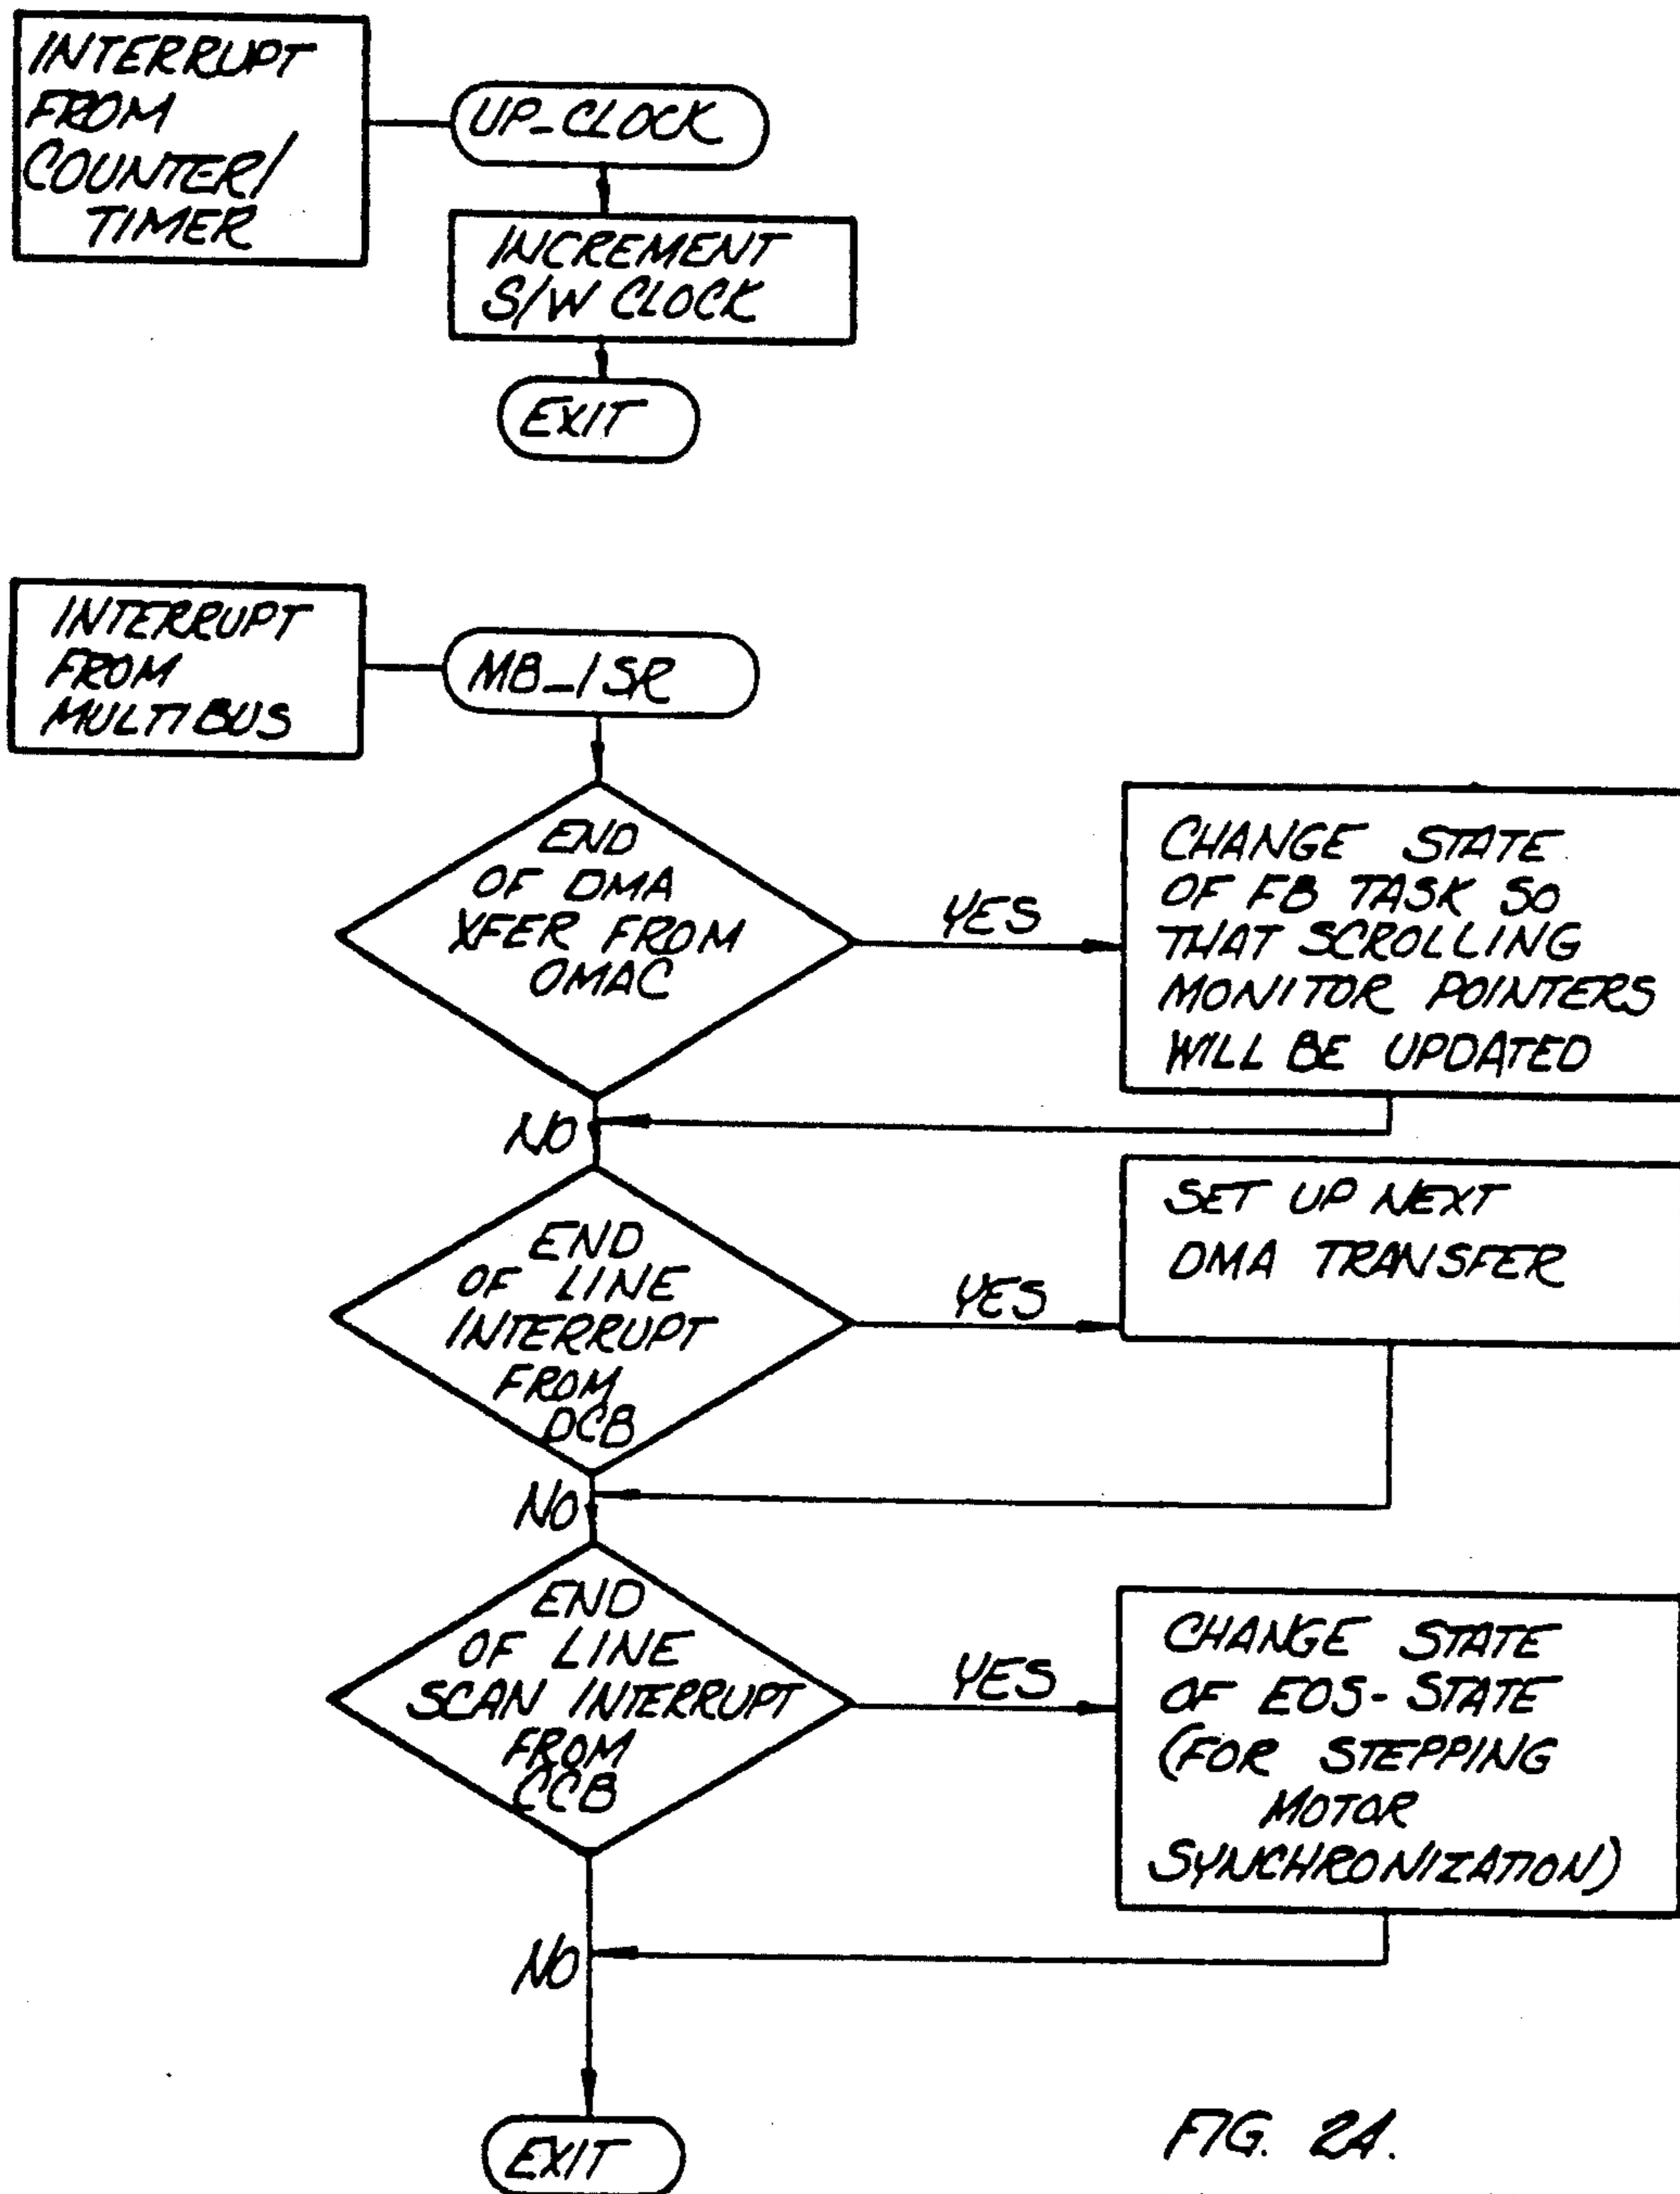 INTERRUPT
FROM
COUNTER/
TIMER
UP_CLOCK
INCREMENT
S/W CLOCK
EXIT
INTERRUPT
FROM
MULTIBUS
MB_ISR
END
OF DMA
XFER FROM
OMAC
YES
CHANGE STATE
OF FB TASK SO
THAT SCROLLING
MONITOR POINTERS
WILL BE UPDATED
NO
END
OF LINE
INTERRUPT
FROM
DCB
YES
SET UP NEXT
DMA TRANSFER
NO
END
OF LINE
SCAN INTERRUPT
FROM
CCB
YES
CHANGE STATE
OF EOS-STATE
(FOR STEPPING
MOTOR
SYNCHRONIZATION)
NO
EXIT
FIG. 2A.